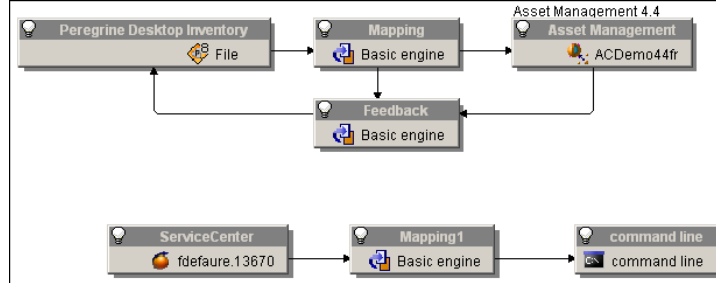 Asset Management 4.4
Peregrine Desktop Inventory
File
Mapping
Basic engine
Asset Management
ACDemo44fr
Feedback
Basic engine
ServiceCenter
fdefaure.13670
Mapping1
Basic engine
command line
command line